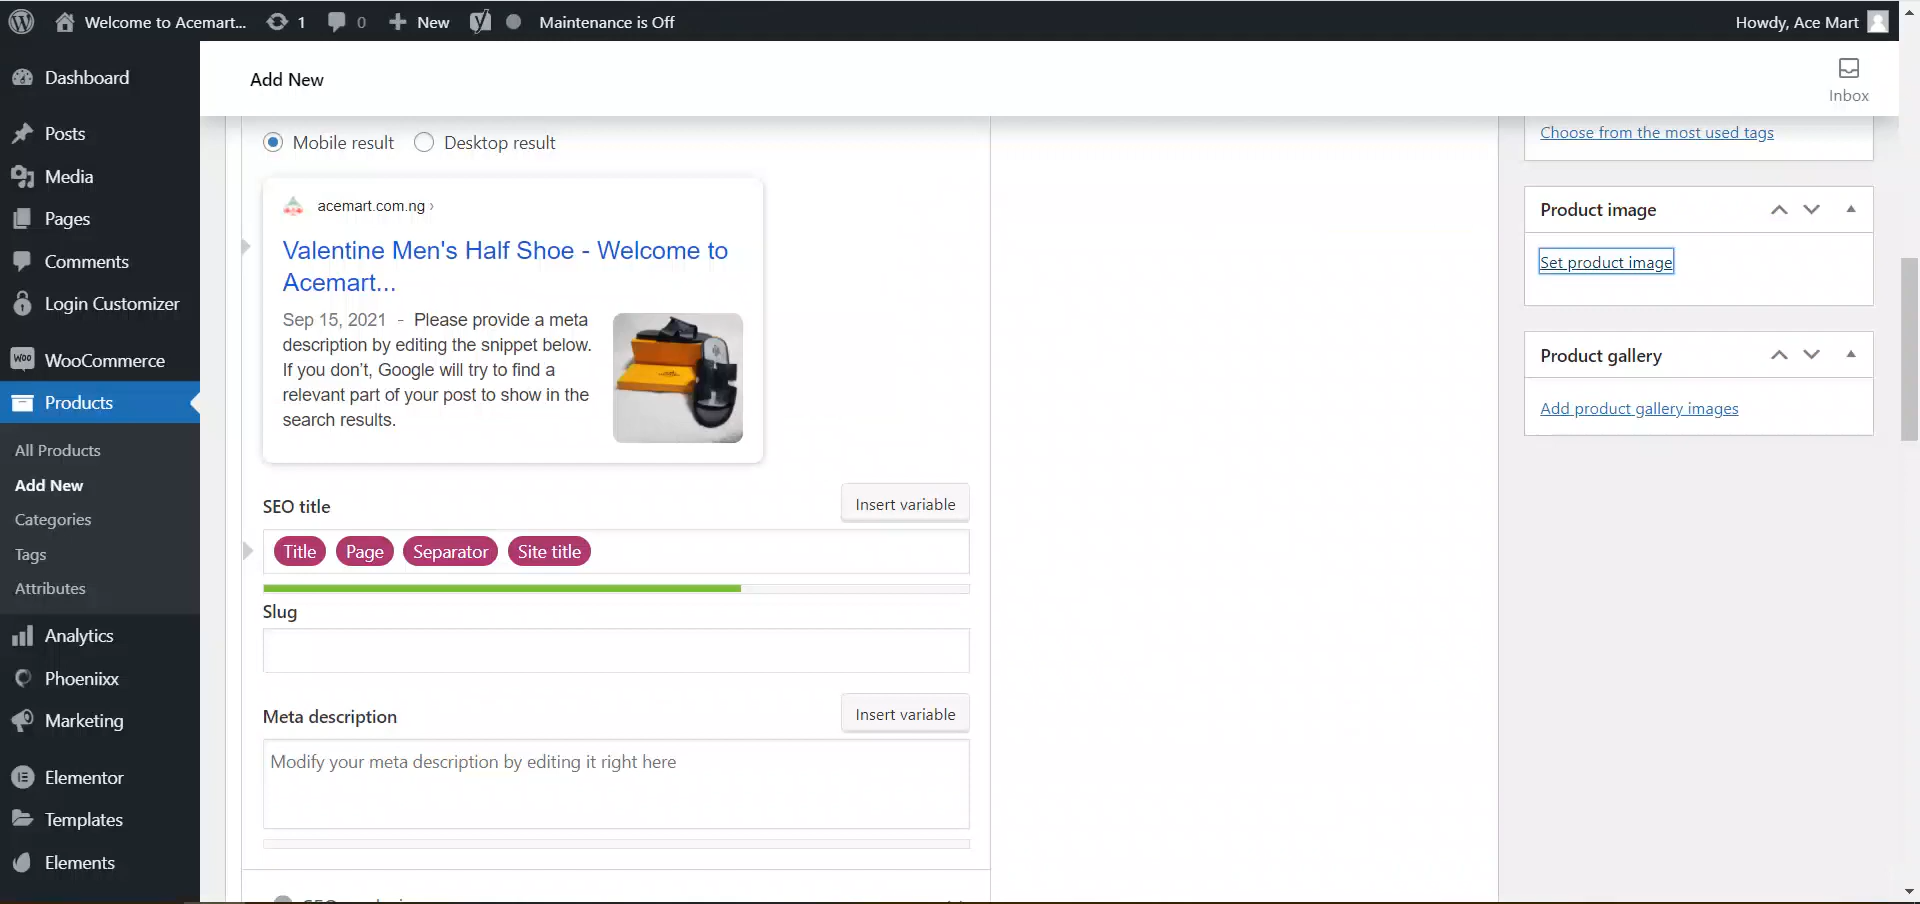 Welcome to Acemart...
1
0
New
Maintenance is Off
Howdy, Ace Mart
Dashboard
Posts
Media
Pages
Comments
Login Customizer
WooCommerce
Products
All Products
Add New
Categories
Tags
Attributes
Analytics
Phoeniixx
Marketing
Elementor
Templates
Elements
Add New
Inbox
Mobile result
Desktop result
acemart.com.ng ›
Valentine Men's Half Shoe - Welcome to
Acemart...
Sep 15, 2021 - Please provide a meta
description by editing the snippet below.
If you don’t, Google will try to find a
relevant part of your post to show in the
search results.
SEO title
Insert variable
Title Page Separator Site title
Slug
Meta description
Insert variable
Modify your meta description by editing it right here
Choose from the most used tags
Product image
Set product image
Product gallery
Add product gallery images